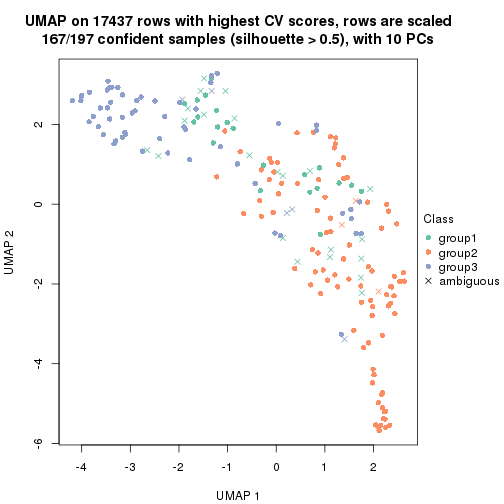 UMAP on 17437 rows with highest CV scores, rows are scaled
167/197 confident samples (silhouette > 0.5), with 10 PCs
2
0
-2
-4
-6
UMAP 2
-4
-3
-2
-1
0
1
2
UMAP 1
Class
group1
group2
group3
ambiguous